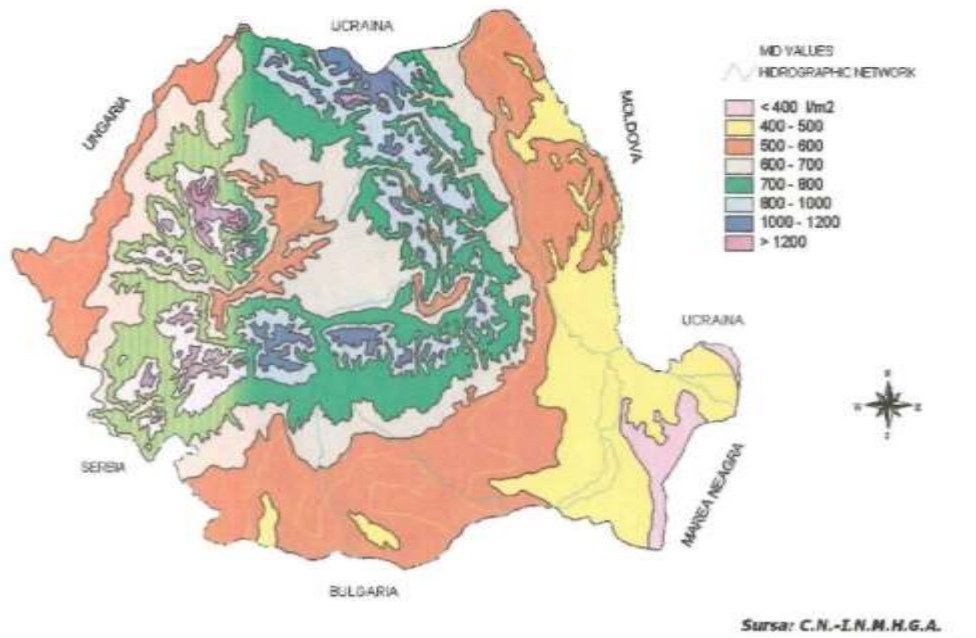 UCRAINA
MID VALUES
HIDROGRAPHIC NETWORK
UNGARIA
MOLDOVA
< 400 l/m2
400 - 500
500 - 600
600 - 700
700 - 800
800 - 1000
1000 - 1200
> 1200
UCRAINA
SERBIA
MAREA NEAGRA
BULGARIA
Sursa: C.N.-I.N.M.H.G.A.